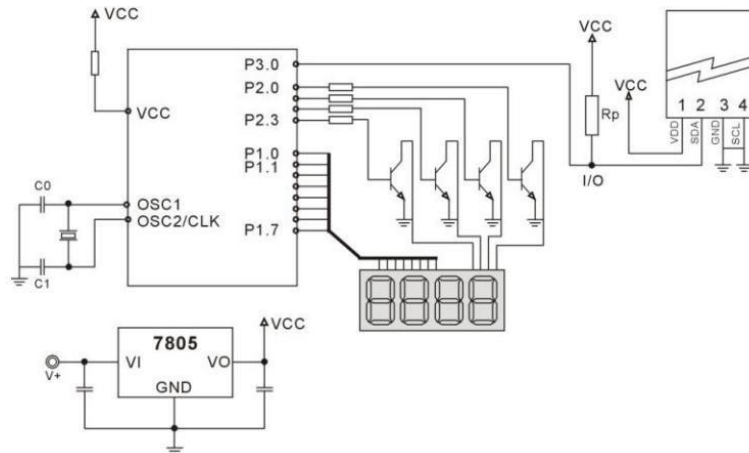 VCC
VCC
P3.0
P2.0
P2.3
P1.0
P1.1
P1.7
OSC1
OSC2/CLK
C0
C1
VCC
Rp
I/O
VCC
1 2 3 4
VDD
SDA
GND
SCL
7805
VI VO
GND
V+
VCC